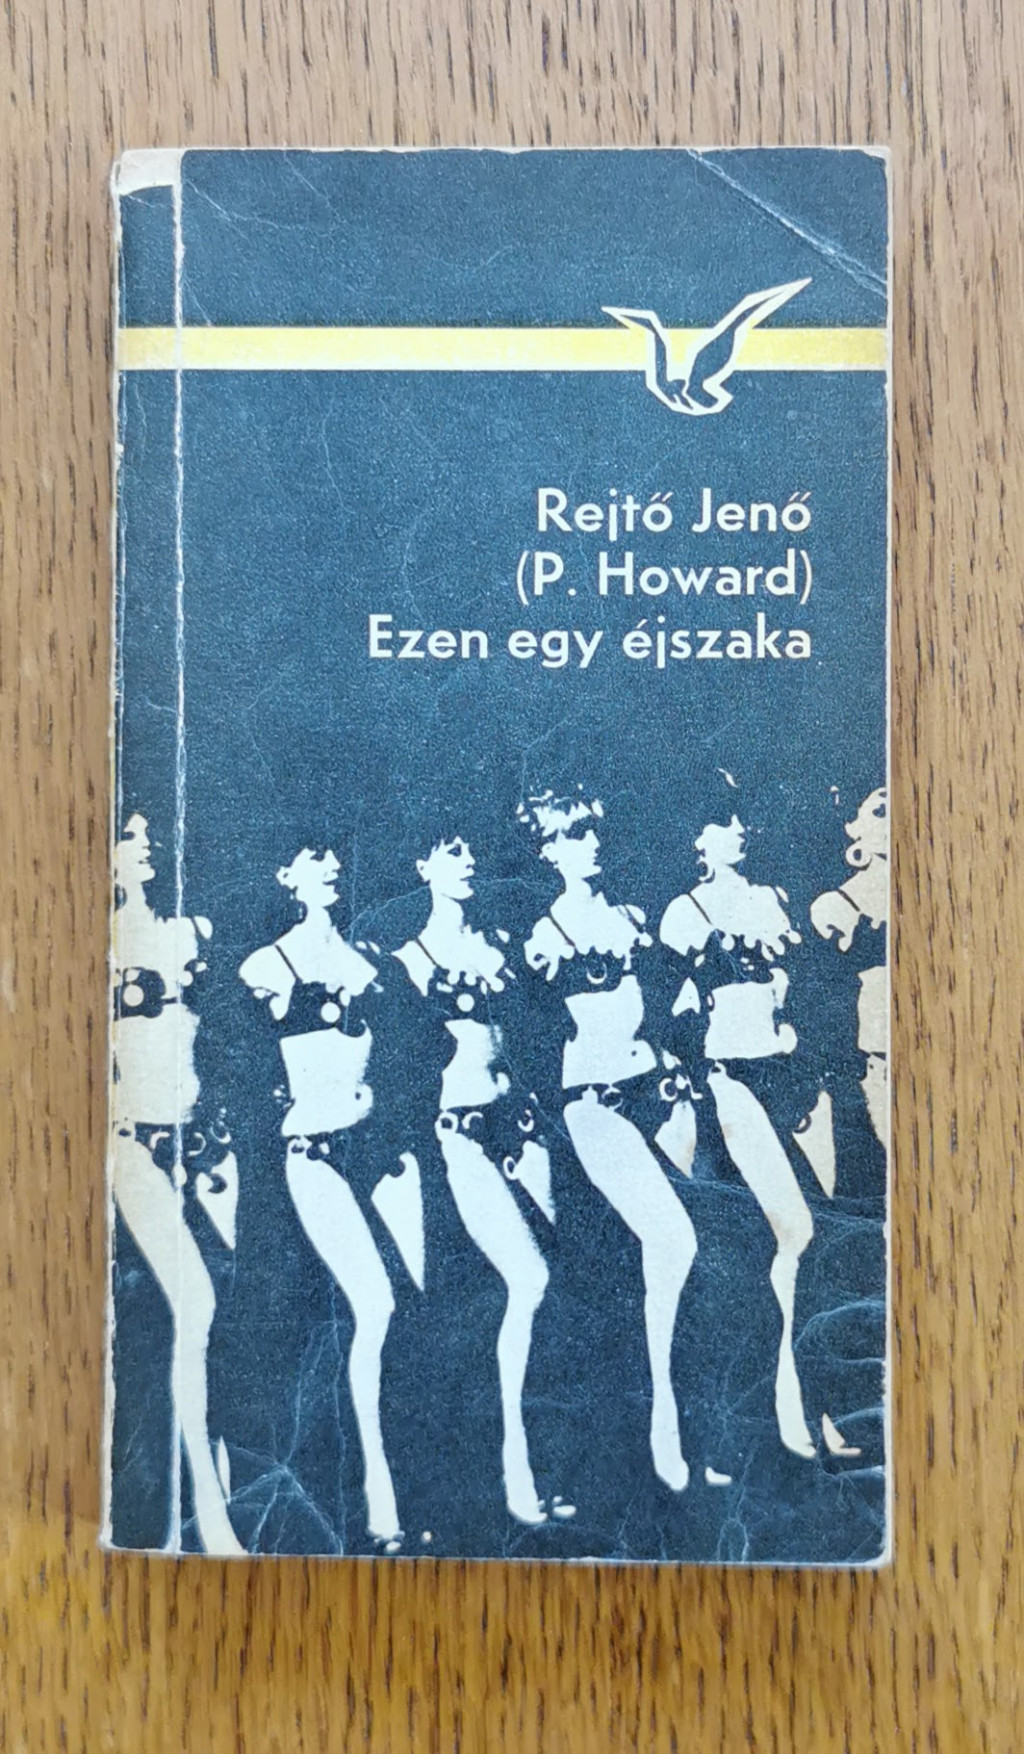 Rejtő Jenő
(P. Howard)
Ezen egy éjszaka